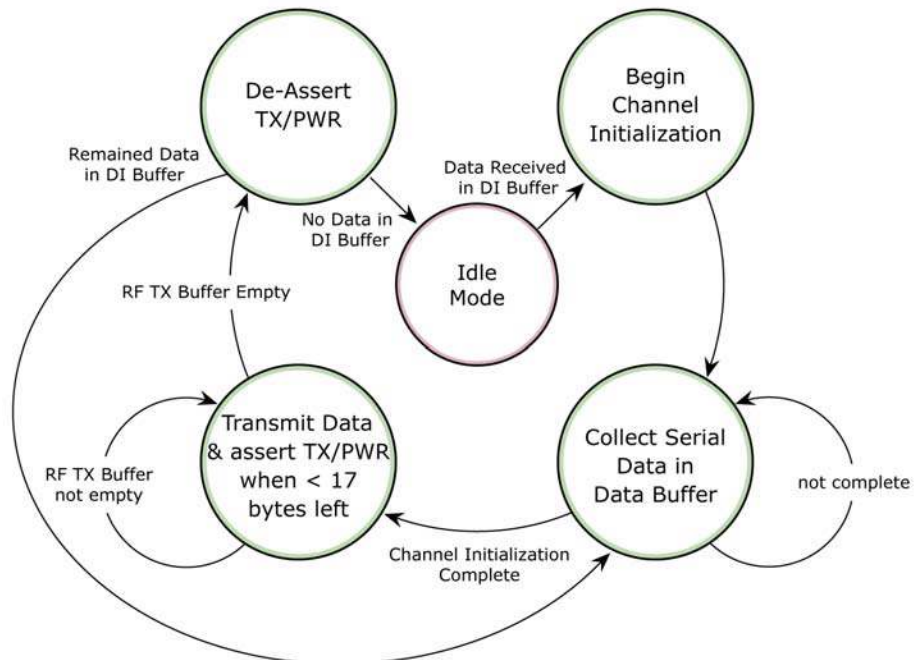 De-Assert
TX/PWR
Begin
Channel
Initialization
Remained Data
in DI Buffer
Data Received
in DI Buffer
No Data in
DI Buffer
Idle
Mode
RF TX Buffer Empty
Transmit Data
& assert TX/PWR
when < 17
bytes left
Collect Serial
Data in
Data Buffer
RF TX Buffer
not empty
not complete
Channel Initialization
Complete